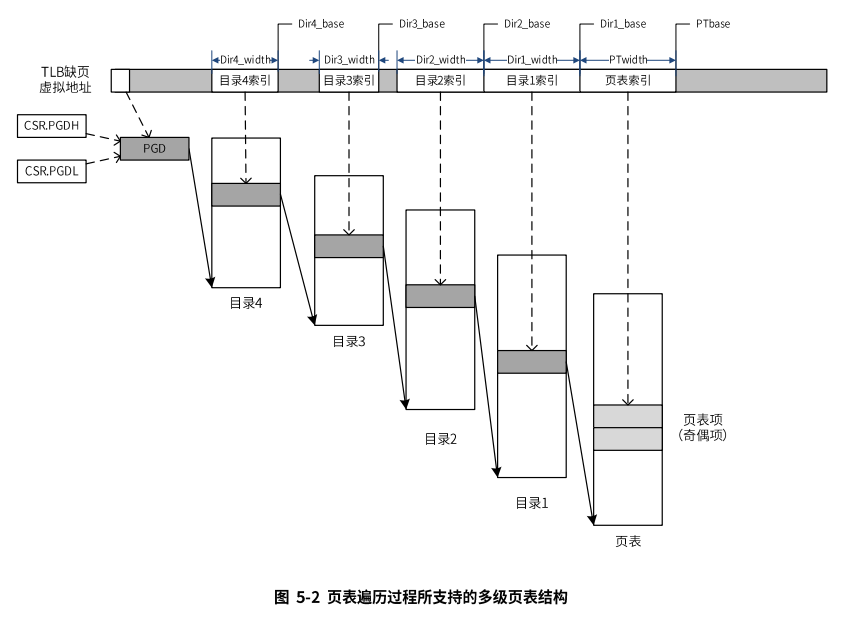 Dir4_base
Dir3_base
Dir2_base
Dir1_base
PTbase
Dir4_width
Dir3_width
Dir2_width
Dir1_width
PTwidth
TLB缺页
虚拟地址
目录4索引
目录3索引
目录2索引
目录1索引
页表索引
CSR.PGDH
PGD
CSR.PGDL
目录4
目录3
目录2
目录1
页表项
(奇偶项)
页表
图 5-2 页表遍历过程所支持的多级页表结构